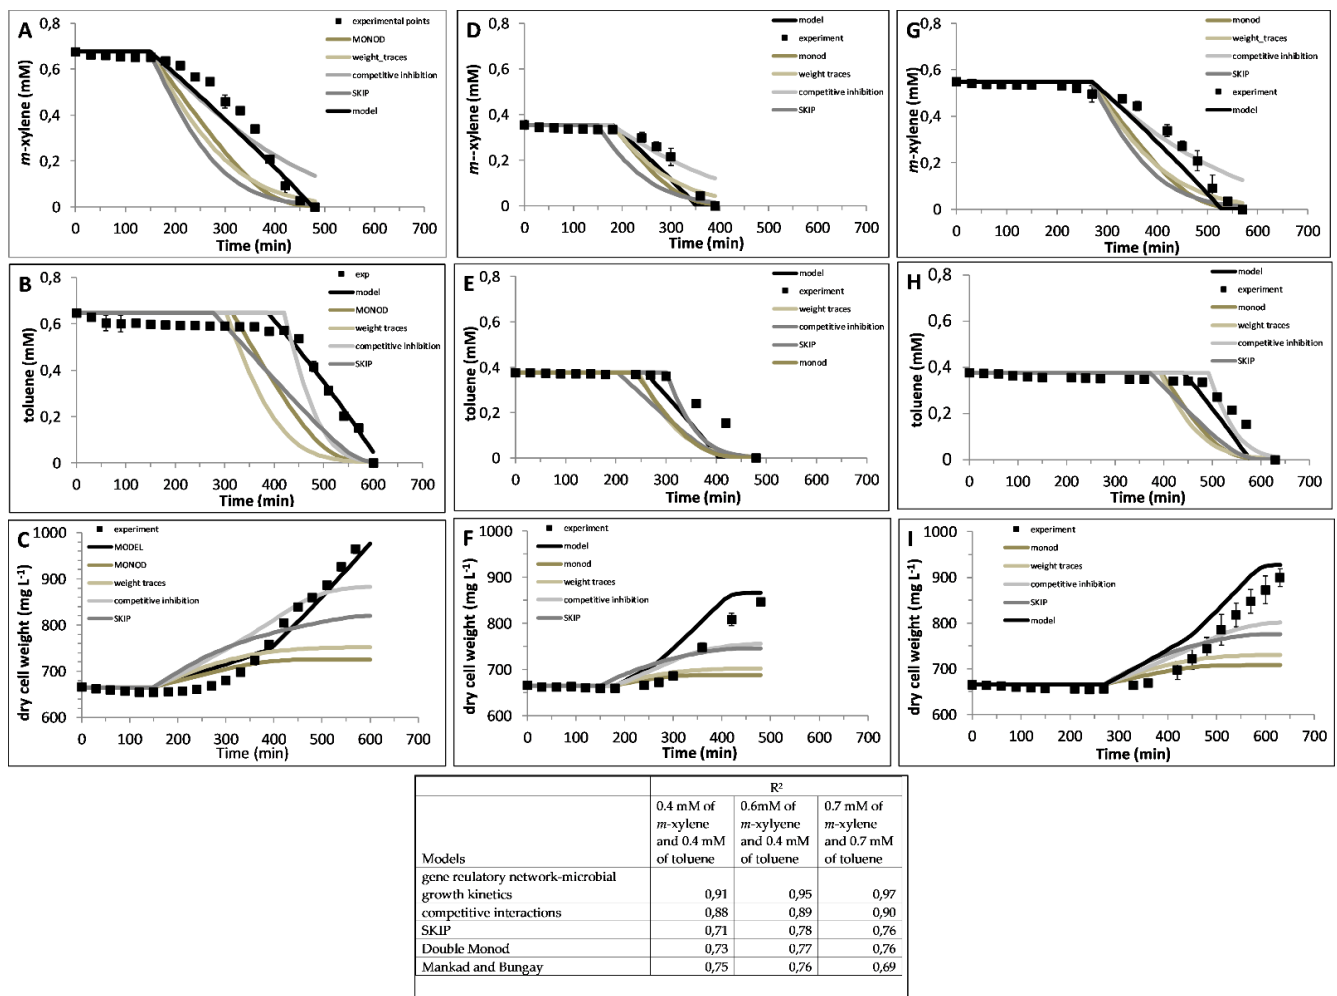 A
0,8
0,6
0,4
0,2
0
m-xylene (mM)
0 100 200 300 400 500 600 700
Time (min)
experimental points
MONOD
weight_traces
competitive inhibition
SKIP
model
D
0,8
0,6
0,4
0,2
0
m--xylene (mM)
0 100 200 300 400 500 600 700
Time (min)
model
experiment
monod
weight traces
competitive inhibition
SKIP
G
0,8
0,6
0,4
0,2
0
m-xylene (mM)
0 100 200 300 400 500 600 700
Time (min)
monod
weight_traces
competitive inhibition
SKIP
experiment
model
B
0,8
0,6
0,4
0,2
0
toluene (mM)
0 100 200 300 400 500 600 700
Time (min)
exp
model
MONOD
weight traces
competitive inhibition
SKIP
E
0,8
0,6
0,4
0,2
0
toluene (mM)
0 100 200 300 400 500 600 700
Time (min)
model
experiment
weight traces
competitive inhibition
SKIP
monod
H
0,8
0,6
0,4
0,2
0
toluene (mM)
0 100 200 300 400 500 600 700
Time (min)
model
experiment
monod
weight traces
competitive inhibition
SKIP
C
1000
900
800
700
600
dry cell weight (mg L-1)
0 100 200 300 400 500 600 700
Time (min)
experiment
MODEL
MONOD
weight traces
competitive inhibition
SKIP
F
1000
900
800
700
600
dry cell weight (mg L-1)
0 100 200 300 400 500 600 700
Time (min)
experiment
model
monod
weight traces
competitive inhibition
SKIP
I
1000
900
800
700
600
dry cell weight (mg L-1)
0 100 200 300 400 500 600 700
Time (min)
experiment
monod
weight traces
competitive inhibition
SKIP
model
R²
0.4 mM of 0.6mM of 0.7 mM of
m-xylene m-xylyene m-xylene
and 0.4 mM and 0.4 mM and 0.7 mM
Models of toluene of toluene of toluene
gene reulatory network-microbial
growth kinetics 0,91 0,95 0,97
competitive interactions 0,88 0,89 0,90
SKIP 0,71 0,78 0,76
Double Monod 0,73 0,77 0,76
Mankad and Bungay 0,75 0,76 0,69